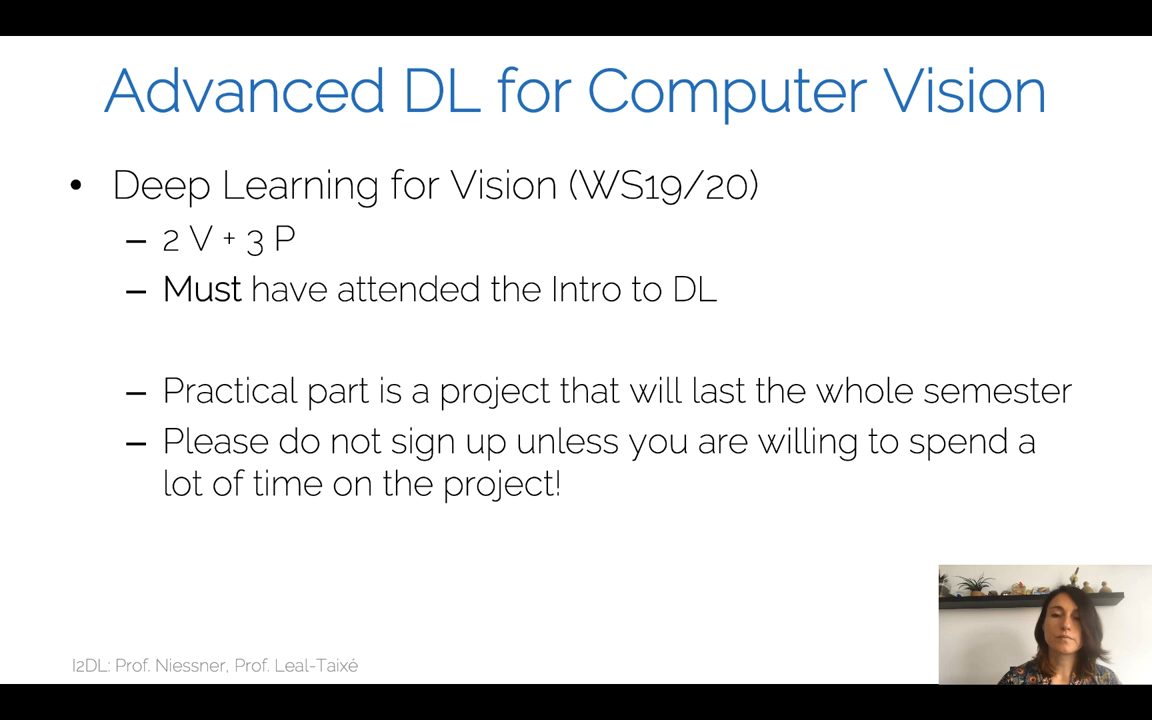 Advanced DL for Computer Vision
• Deep Learning for Vision (WS19/20)
– 2 V + 3 P
– Must have attended the Intro to DL
– Practical part is a project that will last the whole semester
– Please do not sign up unless you are willing to spend a
lot of time on the project!
I2DL: Prof. Niessner, Prof. Leal-Taixé